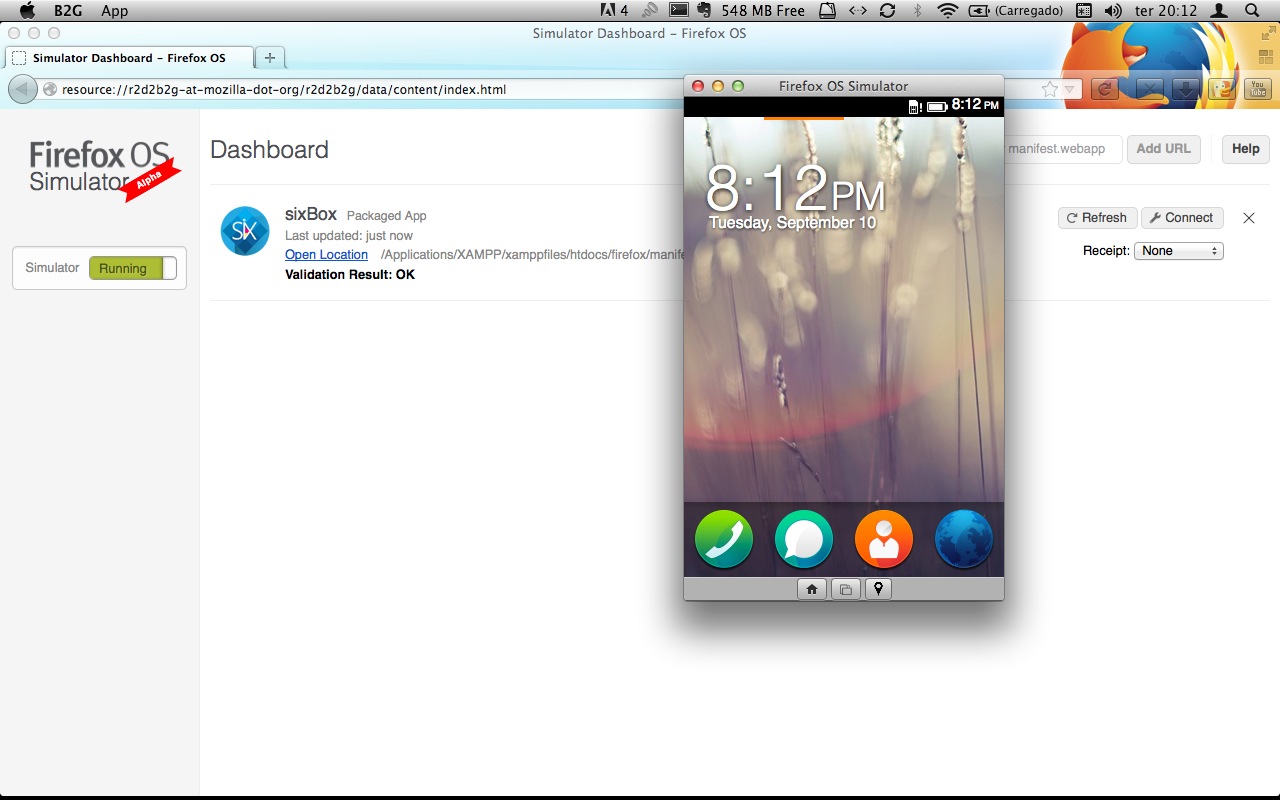 B2G App 4 548 MB Free (Carregado) ter 20:12
Simulator Dashboard – Firefox OS
Simulator Dashboard – Firefox OS
resource://r2d2b2g-at-mozilla-dot-org/r2d2b2g/data/content/index.html
You Tube
Firefox OS
Simulator
Alpha
Simulator Running
Dashboard
manifest.webapp Add URL Help
SiX
sixBox Packaged App
Last updated: just now
Open Location /Applications/XAMPP/xamppfiles/htdocs/firefox/manife
Validation Result: OK
Refresh Connect
Receipt: None
Firefox OS Simulator
8:12 PM
8:12PM
Tuesday, September 10